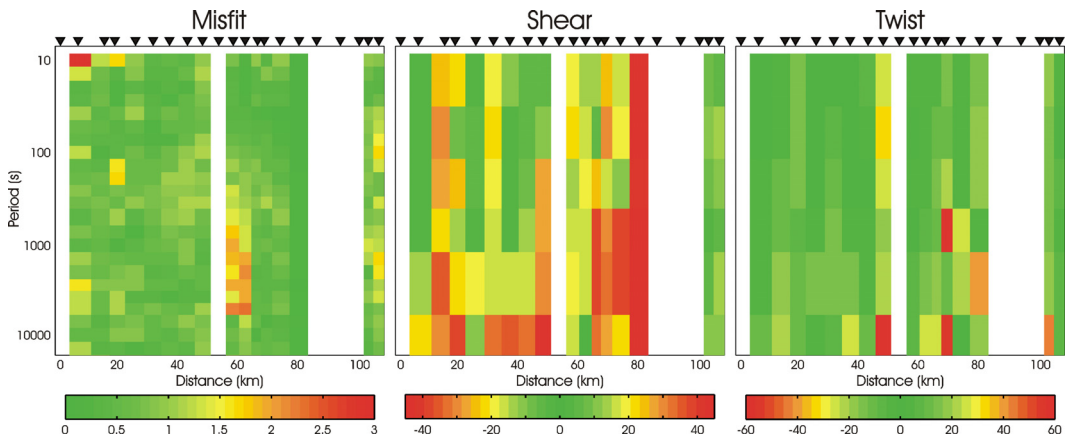 Misfit Shear Twist
10
100
1000
10000
Period (s)
0 20 40 60 80 100
0 20 40 60 80 100
0 20 40 60 80 100
Distance (km) Distance (km) Distance (km)
0 0.5 1 1.5 2 2.5 3
-40 -20 0 20 40
-60 -40 -20 0 20 40 60